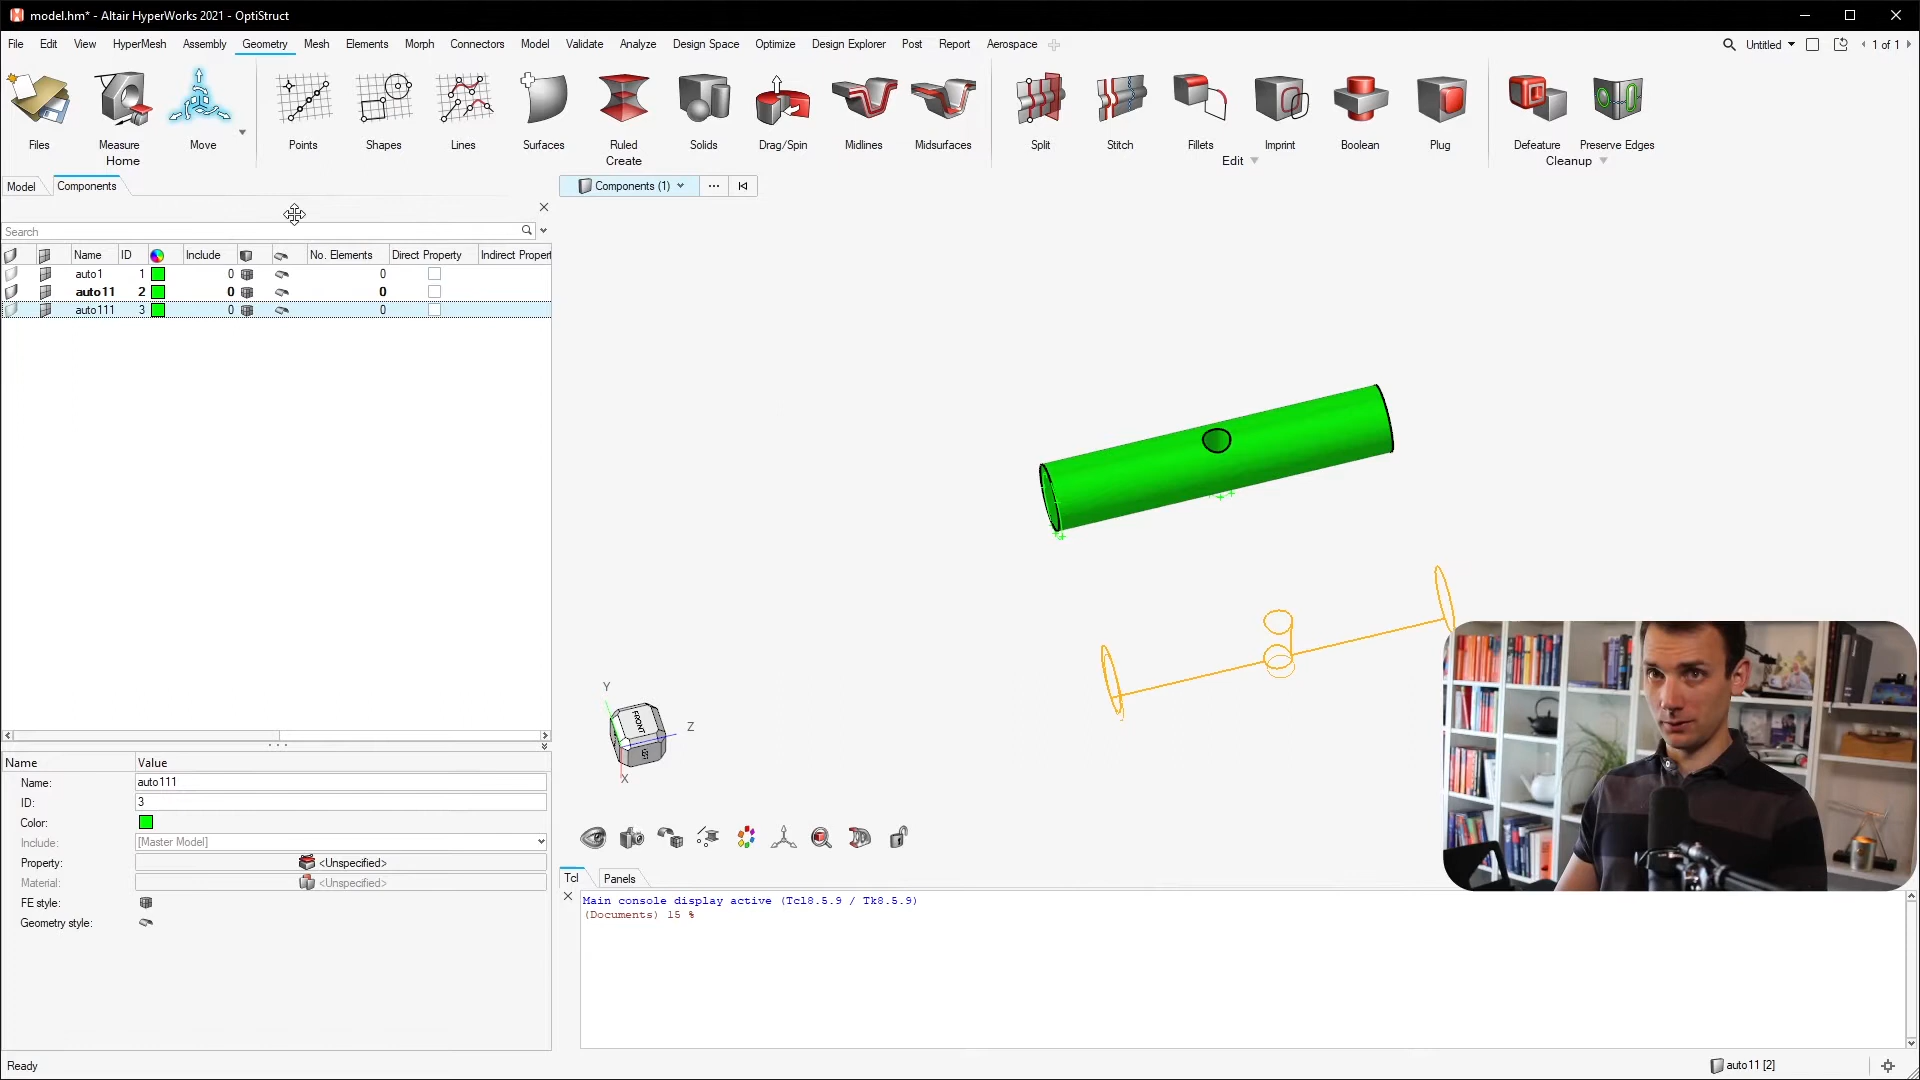 model.hm* - Altair HyperWorks 2021 - OptiStruct
File Edit View HyperMesh Assembly Geometry Mesh Elements Morph Connectors Model Validate Analyze Design Space Optimize Design Explorer Post Report Aerospace Untitled 1 of 1
Files Measure Move Points Shapes Lines Surfaces Ruled Solids Drag/Spin Midlines Midsurfaces Split Stitch Fillets Imprint Boolean Plug Defeature Preserve Edges
Home Create Edit Cleanup
Model Components
Components (1)
Search
Name ID Include No. Elements Direct Property Indirect Propert
auto1 1 0 0
auto11 2 0 0
auto111 3 0 0
Y
FRONT
Z
LEFT
X
Name Value
Name: auto111
ID: 3
Color:
Include: [Master Model]
Property: <Unspecified>
Material: <Unspecified>
FE style:
Geometry style:
Tcl Panels
Main console display active (Tcl8.5.9 / Tk8.5.9)
(Documents) 15 %
Ready
auto11 [2]